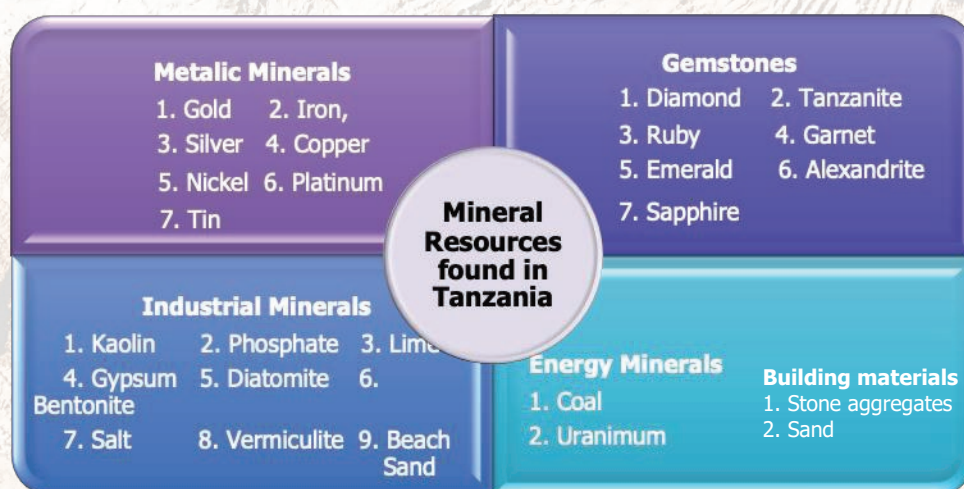 Metalic Minerals
1. Gold 2. Iron,
3. Silver 4. Copper
5. Nickel 6. Platinum
7. Tin
Gemstones
1. Diamond 2. Tanzanite
3. Ruby 4. Garnet
5. Emerald 6. Alexandrite
7. Sapphire
Mineral
Resources
found in
Tanzania
Industrial Minerals
1. Kaolin 2. Phosphate 3. Lime
4. Gypsum 5. Diatomite 6.
Bentonite
7. Salt 8. Vermiculite 9. Beach
Sand
Energy Minerals
1. Coal
2. Uranimum
Building materials
1. Stone aggregates
2. Sand